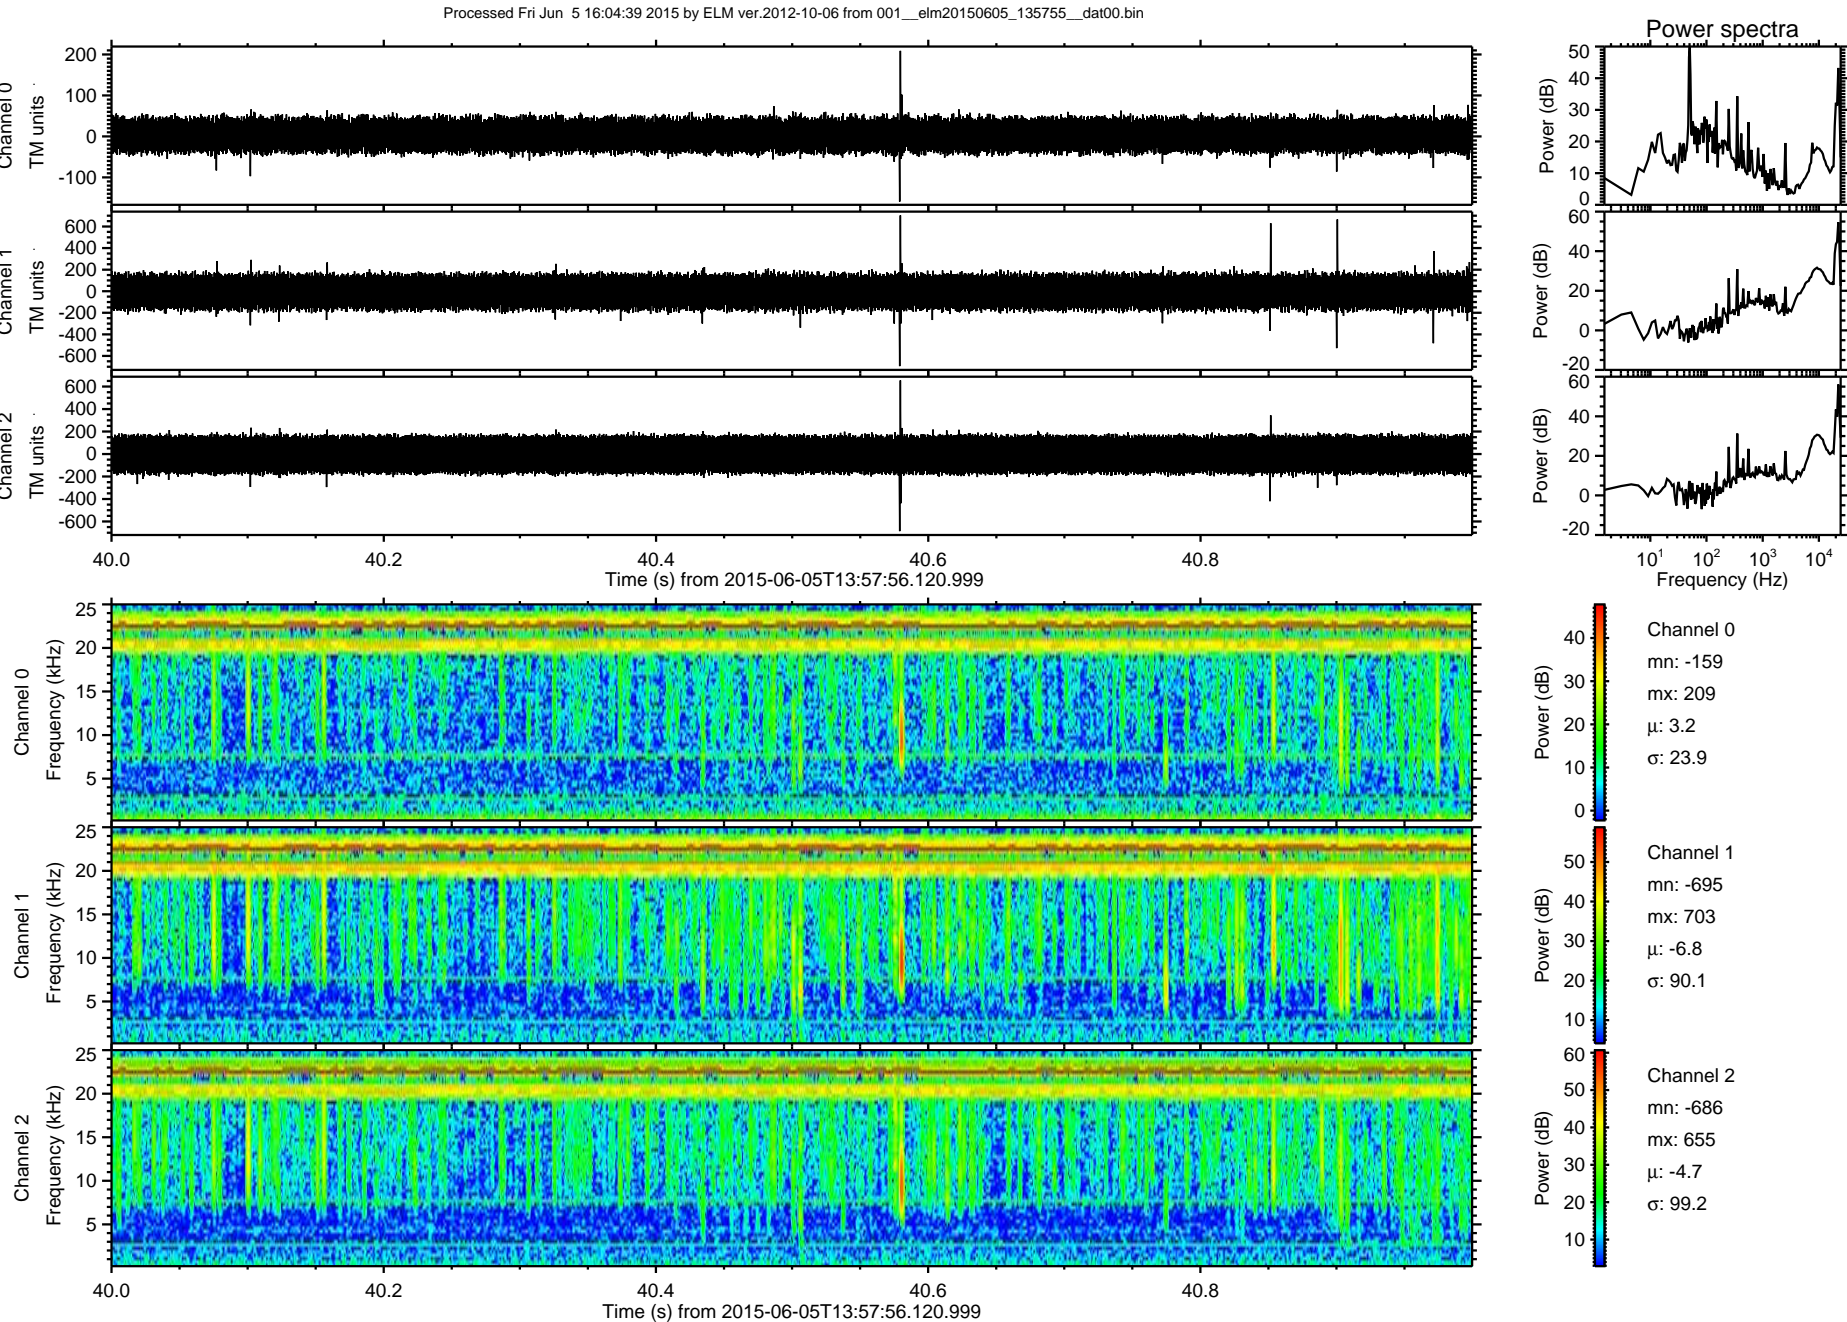 Processed Fri Jun 5 16:04:39 2015 by ELM ver.2012-10-06 from 001__elm20150605_135755__dat00.bin
Power spectra
Channel 0
TM units
200
100
0
-100
Power (dB)
50
40
30
20
10
0
Channel 1
TM units
600
400
200
0
-200
-400
-600
Power (dB)
60
40
20
0
-20
Channel 2
TM units
600
400
200
0
-200
-400
-600
Power (dB)
60
40
20
0
-20
40.0 40.2 40.4 40.6 40.8
Time (s) from 2015-06-05T13:57:56.120.999
10^1 10^2 10^3 10^4
Frequency (Hz)
Channel 0
Frequency (kHz)
25
20
15
10
5
Power (dB)
40
30
20
10
0
Channel 0
mn: -159
mx: 209
μ: 3.2
σ: 23.9
Channel 1
Frequency (kHz)
25
20
15
10
5
Power (dB)
50
40
30
20
10
Channel 1
mn: -695
mx: 703
μ: -6.8
σ: 90.1
Channel 2
Frequency (kHz)
25
20
15
10
5
Power (dB)
60
50
40
30
20
10
Channel 2
mn: -686
mx: 655
μ: -4.7
σ: 99.2
40.0 40.2 40.4 40.6 40.8
Time (s) from 2015-06-05T13:57:56.120.999